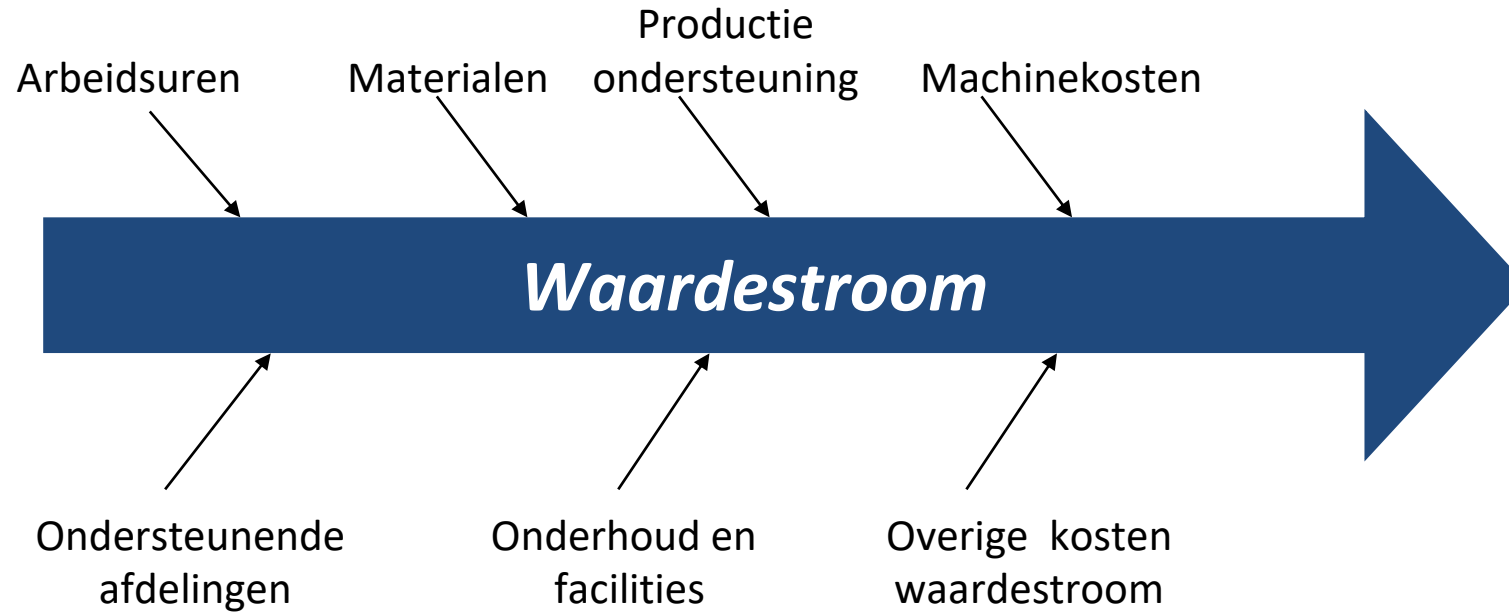 Arbeidsuren
Materialen
Productie
ondersteuning
Machinekosten
Waardestroom
Ondersteunende
afdelingen
Onderhoud en
facilities
Overige kosten
waardestroom